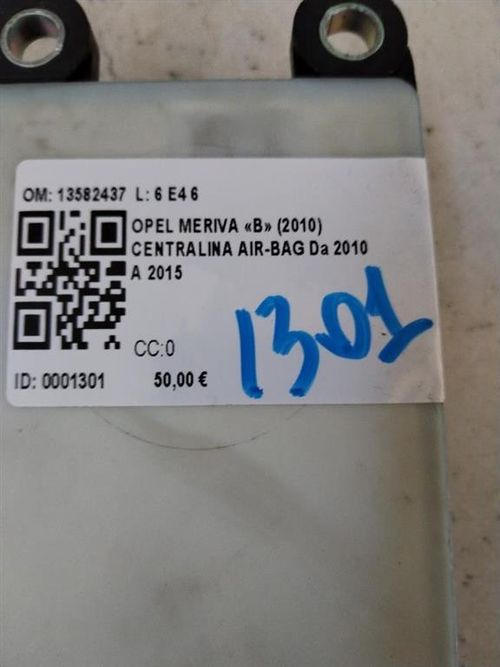 OM: 13582437 L: 6 E4 6
OPEL MERIVA «B» (2010)
CENTRALINA AIR-BAG Da 2010
A 2015
CC:0
ID: 0001301 50,00 €
1301